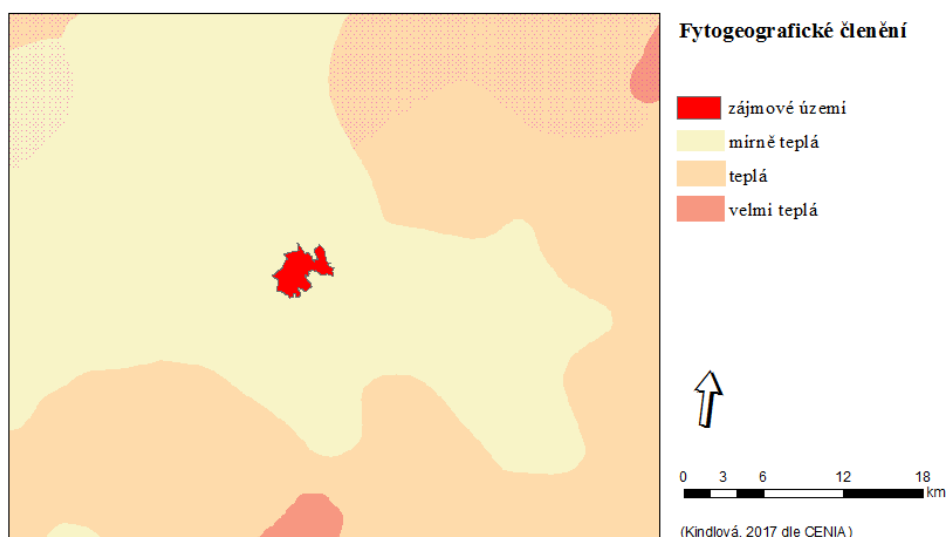 Fytogeografické členění
zájmové území
mírně teplá
teplá
velmi teplá
0 3 6 12 18
km
(Kindlová, 2017 dle CENIA)